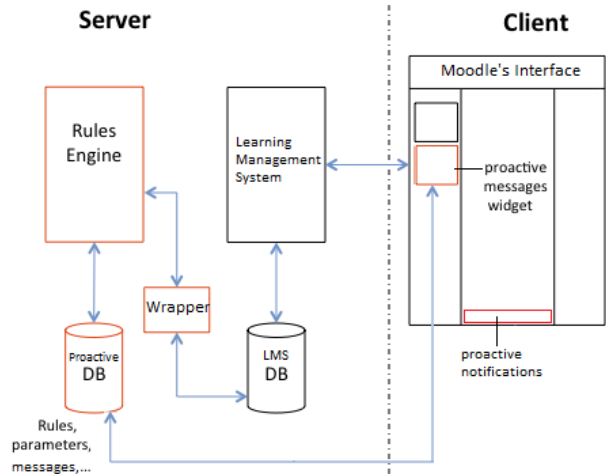 Server
Client
Moodle's Interface
Rules
Engine
Learning
Management
System
proactive
messages
widget
Wrapper
Proactive
DB
LMS
DB
proactive
notifications
Rules,
parameters,
messages,...